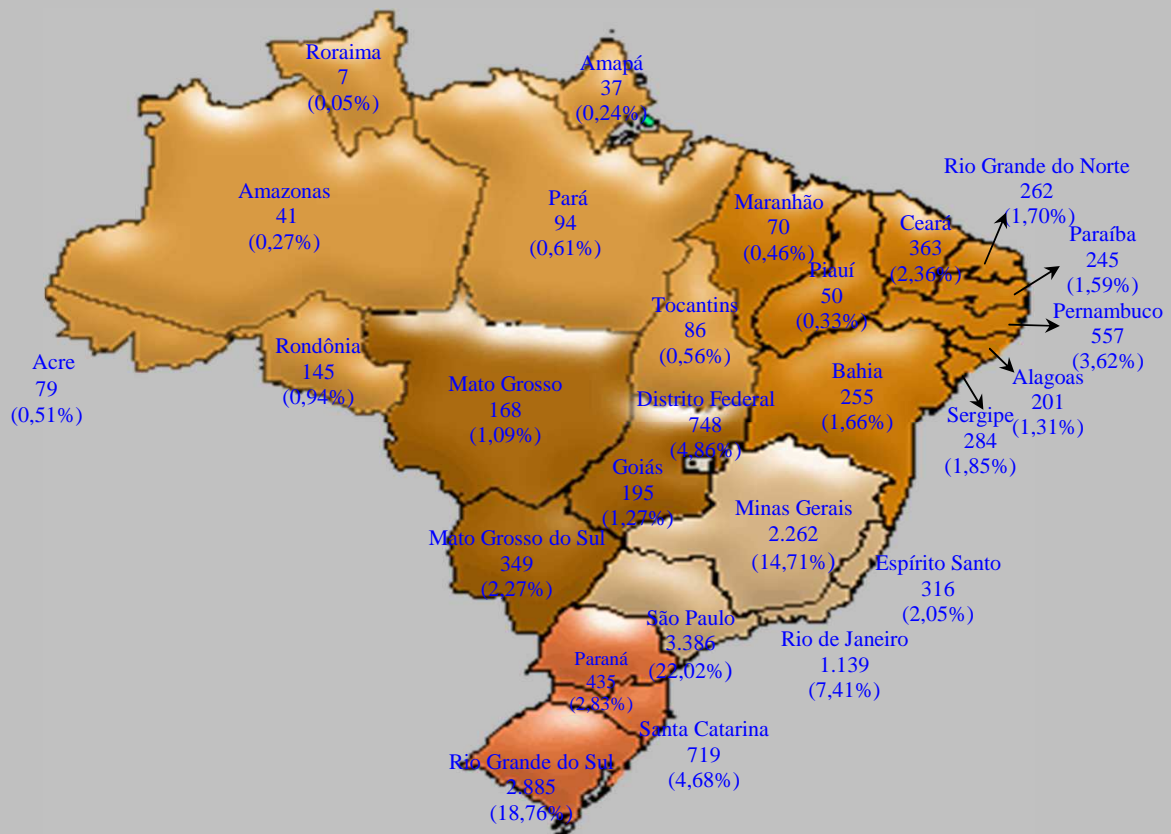 Roraima
7
(0,05%)
Amapá
37
(0,24%)
Amazonas
41
(0,27%)
Pará
94
(0,61%)
Maranhão
70
(0,46%)
Piauí
50
(0,33%)
Ceará
363
(2,36%)
Rio Grande do Norte
262
(1,70%)
Paraíba
245
(1,59%)
Pernambuco
557
(3,62%)
Alagoas
201
(1,31%)
Sergipe
284
(1,85%)
Bahia
255
(1,66%)
Tocantins
86
(0,56%)
Acre
79
(0,51%)
Rondônia
145
(0,94%)
Mato Grosso
168
(1,09%)
Distrito Federal
748
(4,86%)
Goiás
195
(1,27%)
Mato Grosso do Sul
349
(2,27%)
Minas Gerais
2.262
(14,71%)
Espírito Santo
316
(2,05%)
São Paulo
3.386
(22,02%)
Rio de Janeiro
1.139
(7,41%)
Paraná
435
(2,83%)
Santa Catarina
719
(4,68%)
Rio Grande do Sul
2.885
(18,76%)